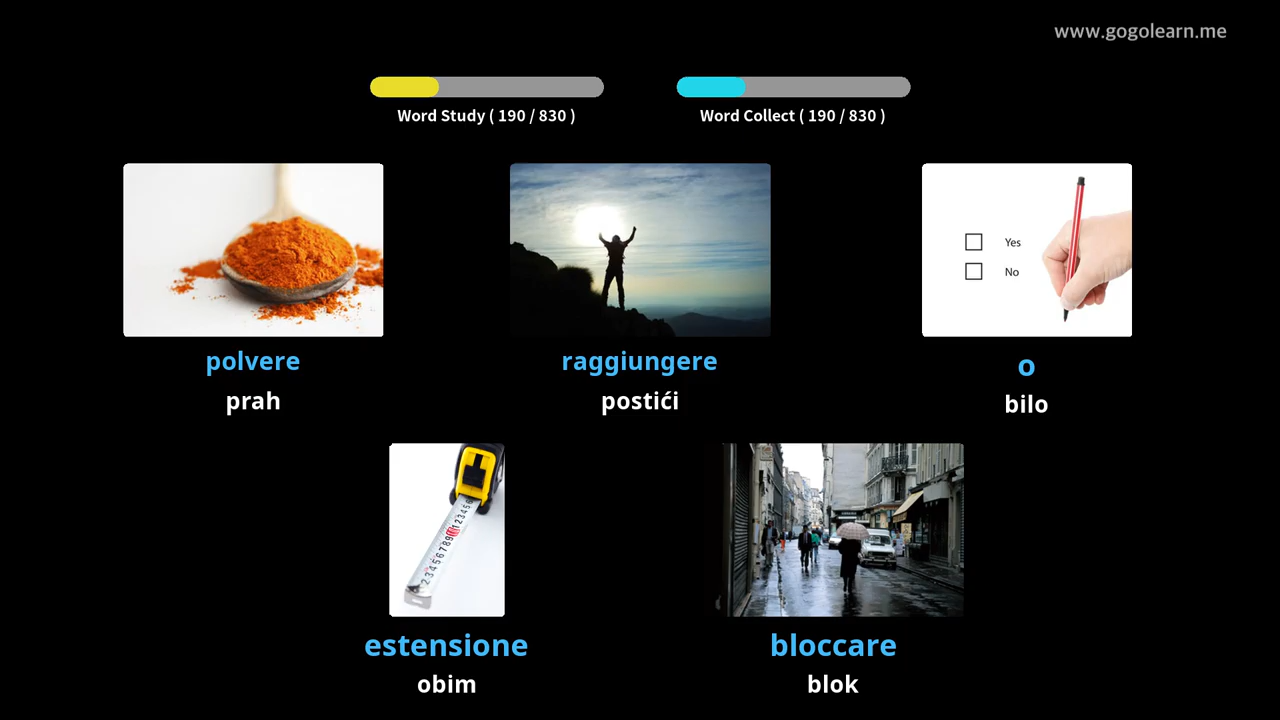 www.gogolearn.me
Word Study ( 190 / 830 )
Word Collect ( 190 / 830 )
Yes
No
polvere
prah
raggiungere
postići
o
bilo
estensione
obim
bloccare
blok